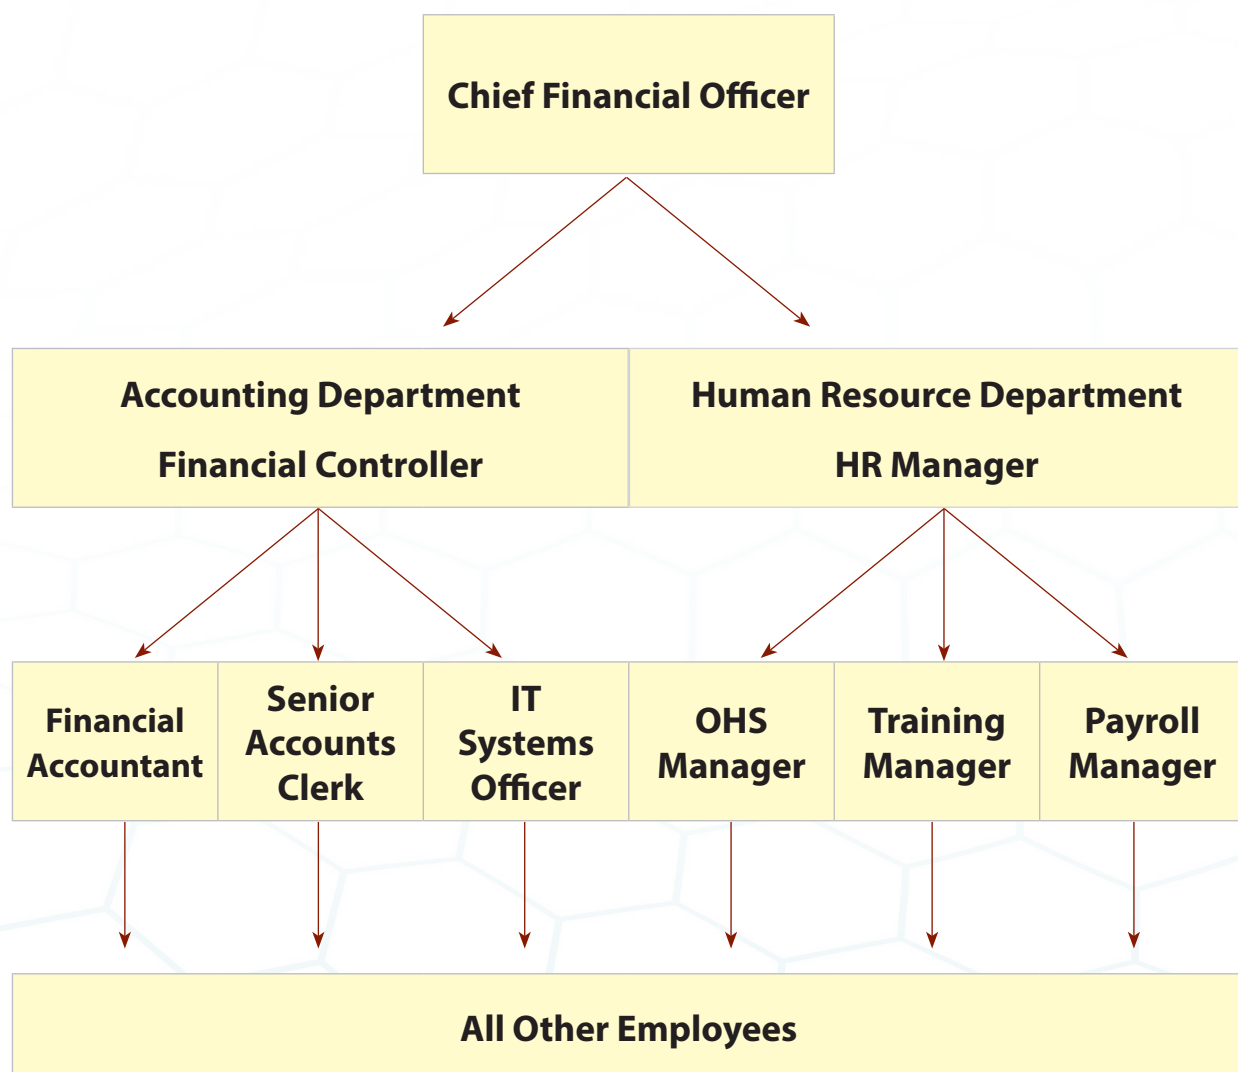 Chief Financial Officer
Accounting Department
Financial Controller
Human Resource Department
HR Manager
Financial
Accountant
Senior
Accounts
Clerk
IT
Systems
Officer
OHS
Manager
Training
Manager
Payroll
Manager
All Other Employees